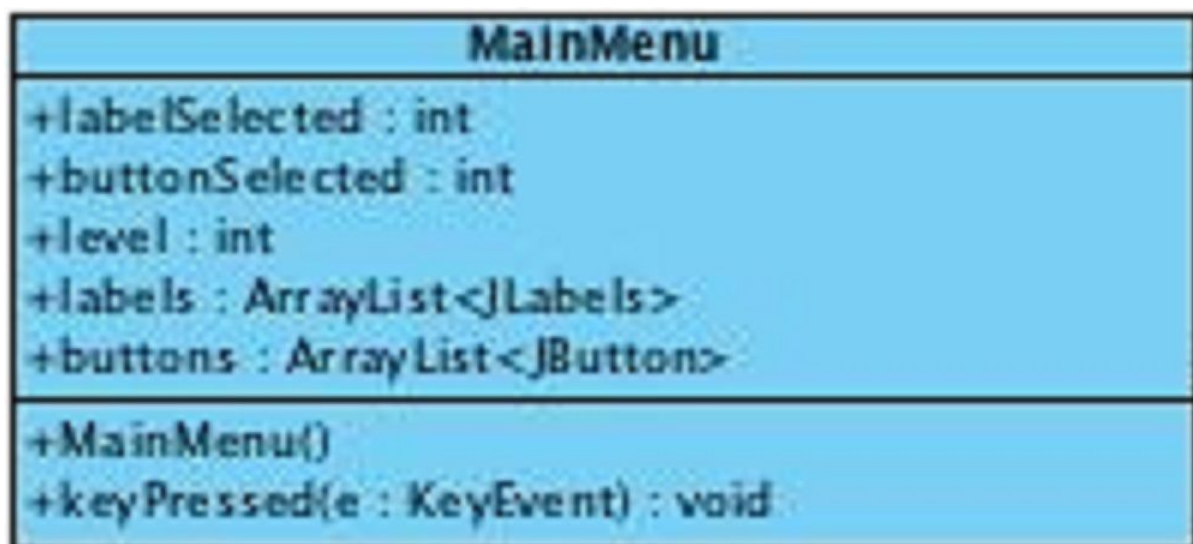 MainMenu
+labelSelected : int
+buttonSelected : int
+level : int
+labels : ArrayList<JLabels>
+buttons : ArrayList<JButton>
+MainMenu()
+keyPressed(e : KeyEvent) : void